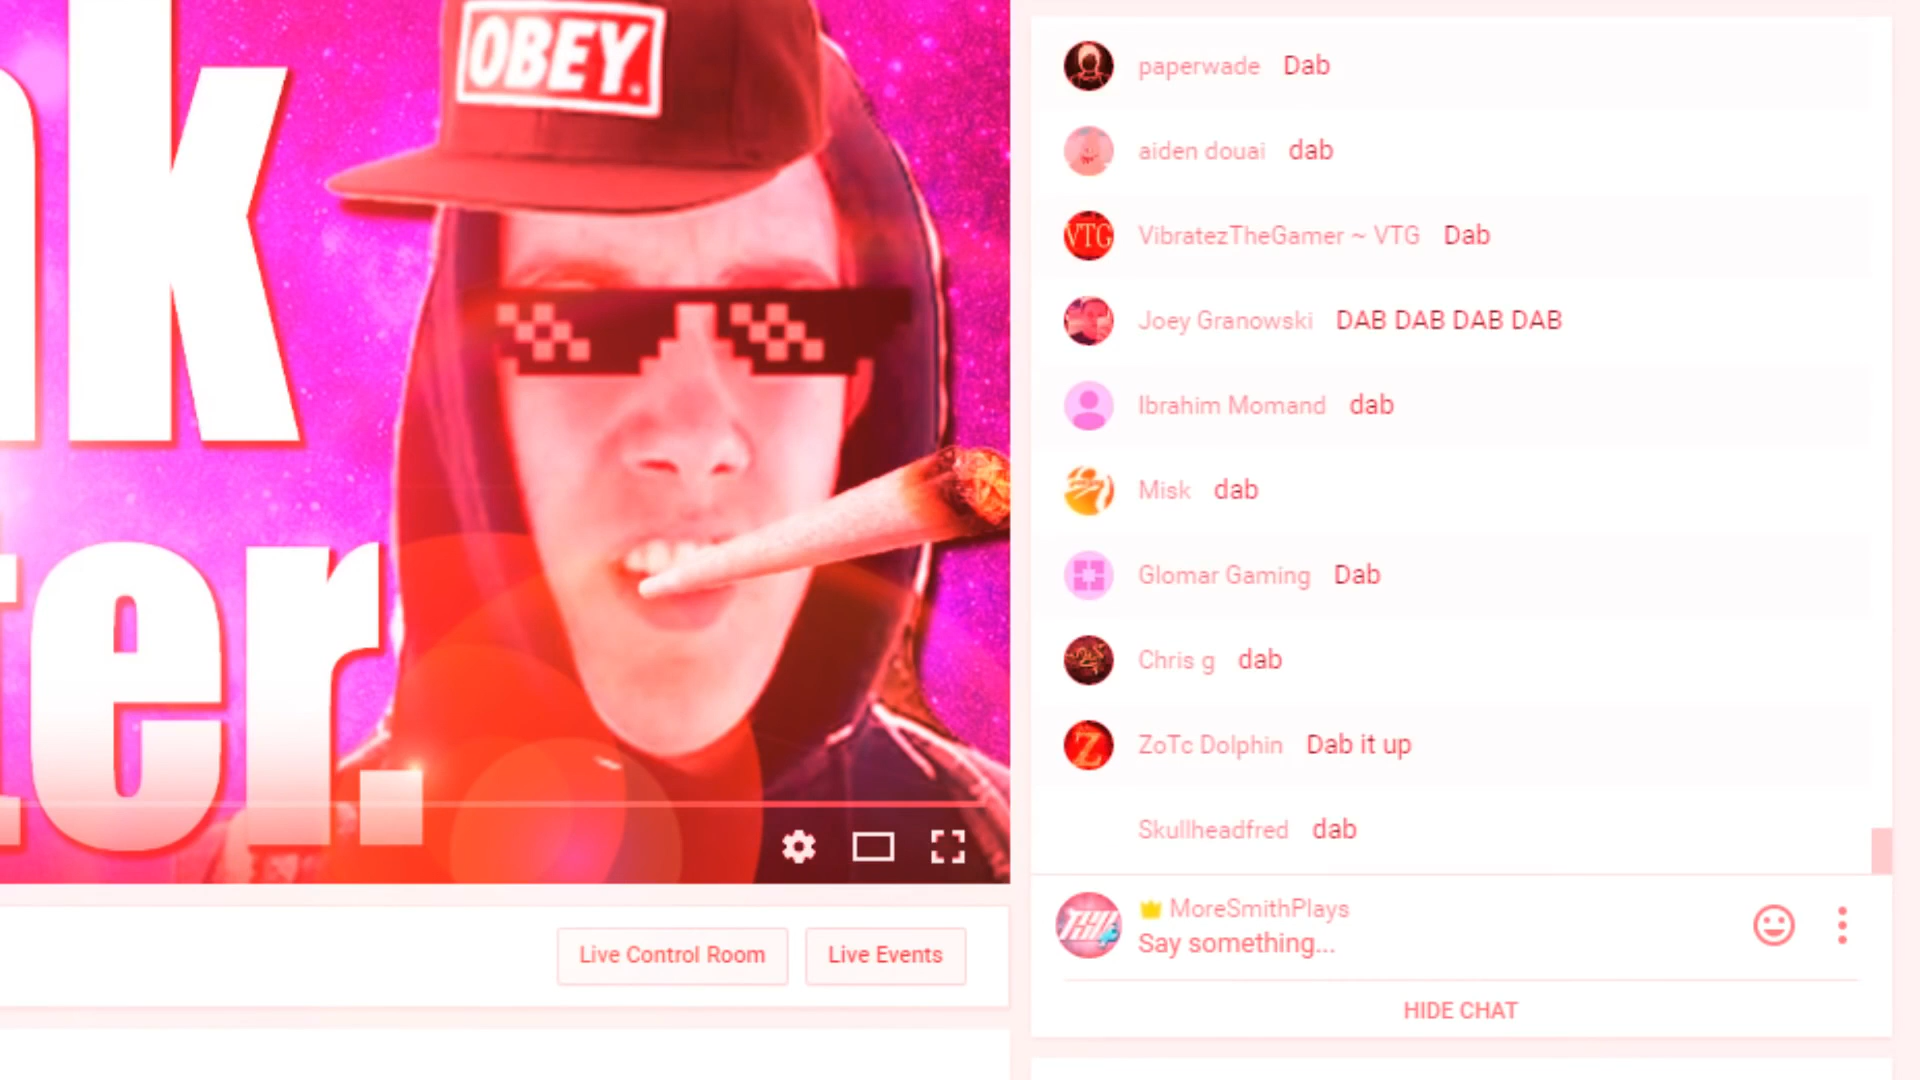 k
OBEY.
ter.
Live Control Room
Live Events
paperwade Dab
aiden douai dab
VTG
VibratezTheGamer ~ VTG Dab
Joey Granowski DAB DAB DAB DAB
Ibrahim Momand dab
Misk dab
Glomar Gaming Dab
Chris g dab
Z
ZoTc Dolphin Dab it up
Skullheadfred dab
MoreSmithPlays
Say something...
HIDE CHAT